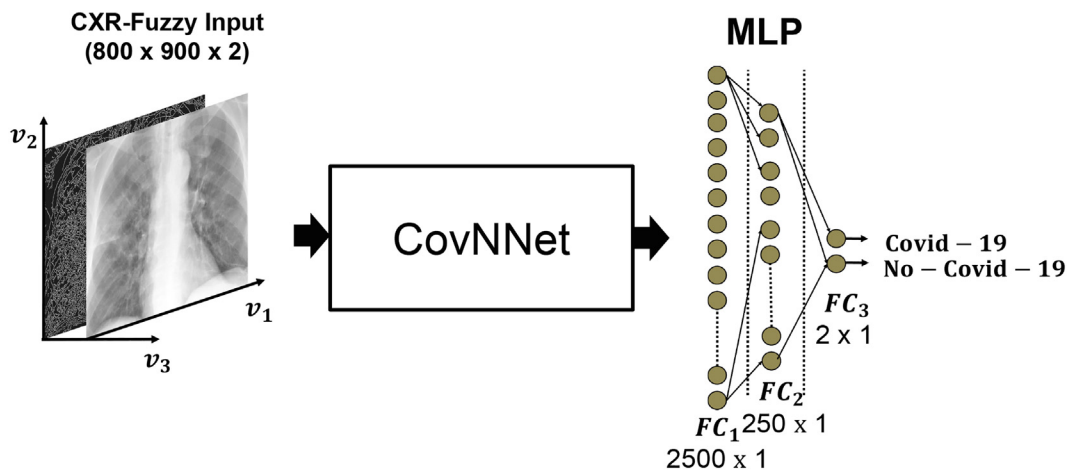 CXR-Fuzzy Input
(800 x 900 x 2)
v₂
v₁
v₃
CovNNet
MLP
Covid − 19
No − Covid − 19
FC₃
2 x 1
FC₂
250 x 1
FC₁
2500 x 1